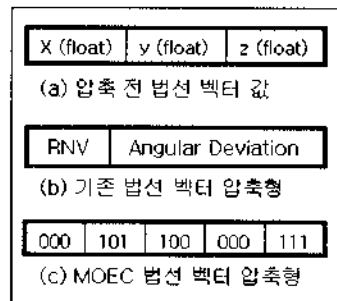 X (float) y (float) z (float)
(a) 압축 전 법선 벡터 값
RNV Angular Deviation
(b) 기존 법선 벡터 압축형
000 101 100 000 111
(c) MOEC 법선 벡터 압축형